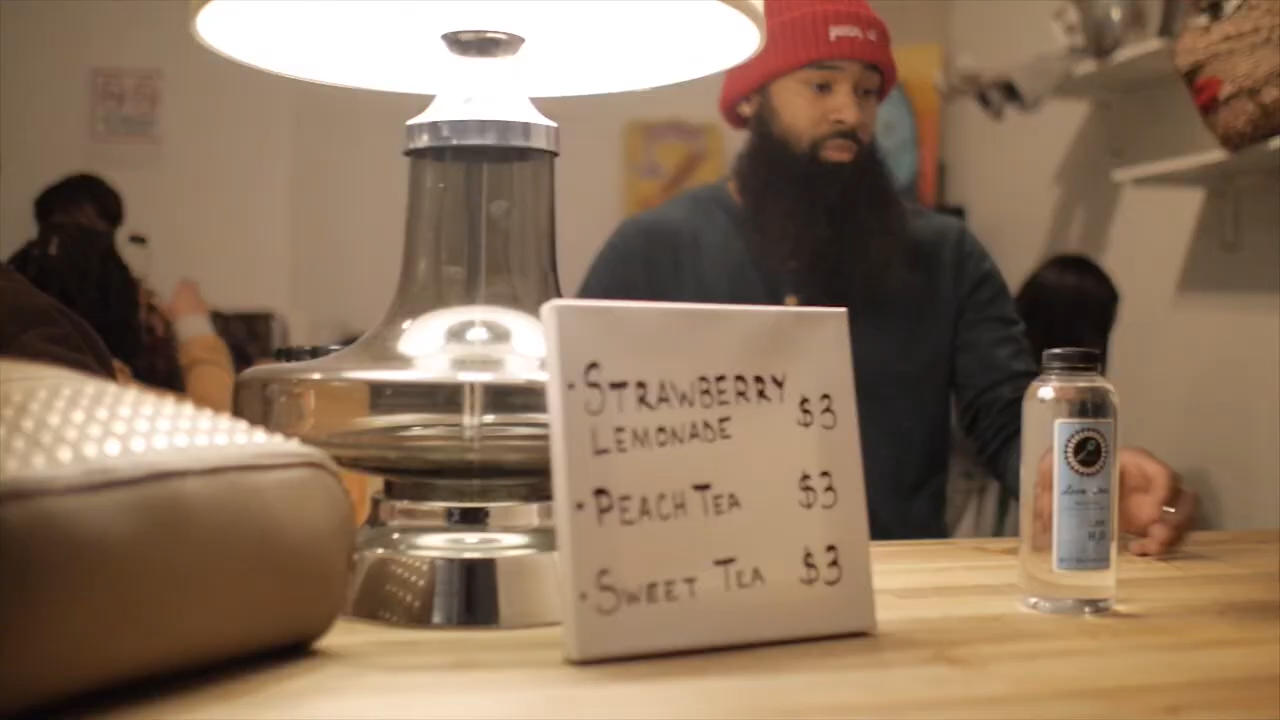 - STRAWBERRY $3
LEMONADE
- PEACH TEA $3
- SWEET TEA $3